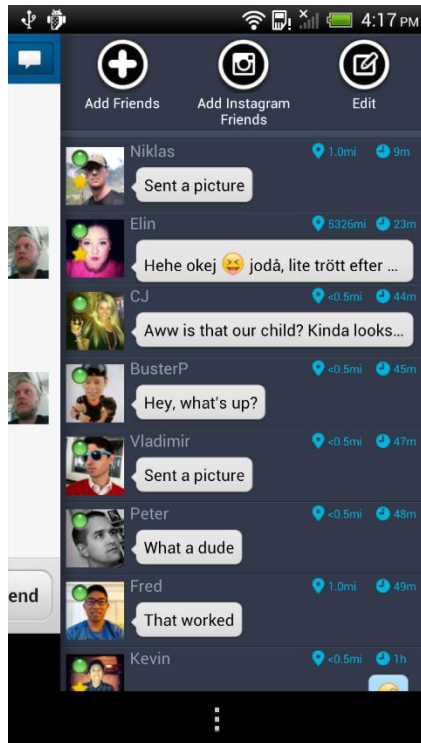 4:17 PM
Add Friends
Add Instagram
Friends
Edit
Niklas 1.0mi 9m
Sent a picture
Elin 5326mi 23m
Hehe okej 😝 jodå, lite trött efter ...
CJ <0.5mi 44m
Aww is that our child? Kinda looks...
BusterP <0.5mi 45m
Hey, what's up?
Vladimir <0.5mi 47m
Sent a picture
Peter <0.5mi 48m
What a dude
end
Fred 1.0mi 49m
That worked
Kevin <0.5mi 1h